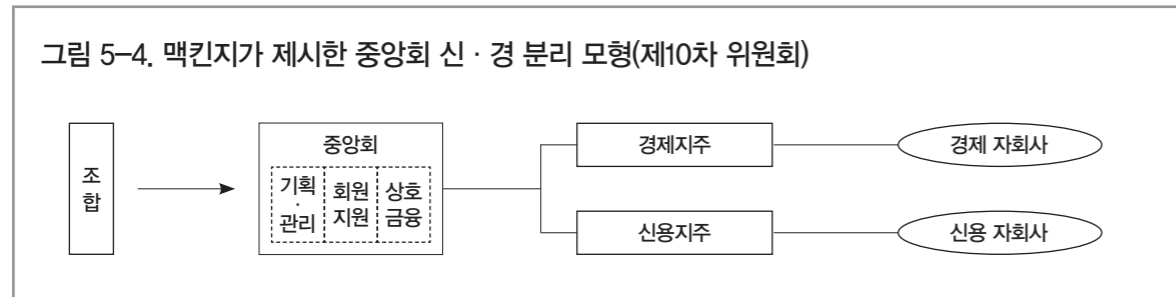 그림 5-4. 맥킨지가 제시한 중앙회 신 · 경 분리 모형(제10차 위원회)
조
합
중앙회
기획
·
관리
회원
지원
상호
금융
경제지주
경제 자회사
신용지주
신용 자회사